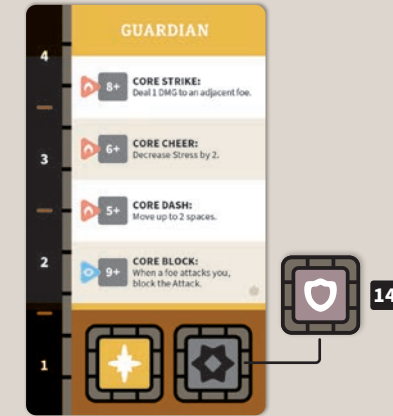 GUARDIAN
4
8+ CORE STRIKE:
Deal 1 DMG to an adjacent foe.
3
6+ CORE CHEER:
Decrease Stress by 2.
5+ CORE DASH:
Move up to 2 spaces.
2
9+ CORE BLOCK:
When a foe attacks you,
block the Attack.
14
1